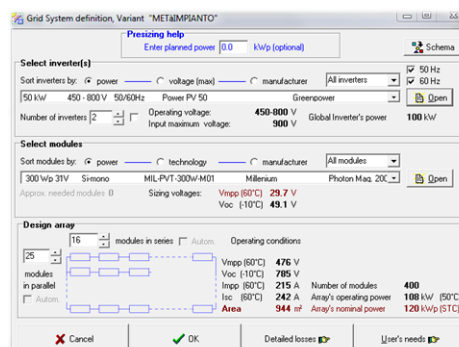 Grid System definition, Variant "METàIMPIANTO"
Presizing help
Enter planned power 0.0 kWp (optional)
Schema
Select inverter(s)
Sort inverters by: power voltage (max) manufacturer All inverters
50 Hz
60 Hz
50 kW 450 - 800 V 50/60Hz Power PV 50 Greenpower
Open
Number of inverters 2
Operating voltage: 450-800 V
Input maximum voltage: 900 V
Global Inverter's power 100 kW
Select modules
Sort modules by: power technology manufacturer All modules
300 Wp 31V Si-mono MIL-PVT-300W-M01 Millenium Photon Mag. 200
Open
Approx. needed modules 0 Sizing voltages: Vmpp (60°C) 29.7 V
Voc (-10°C) 49.1 V
Design array
16 modules in series Autom.
25
modules
in parallel
Autom.
Operating conditions
Vmpp (60°C) 476 V
Voc (-10°C) 785 V
Impp (60°C) 215 A Number of modules 400
Isc (60°C) 242 A Array's operating power 108 kW (50°C
Area 944 m² Array's nominal power 120 kWp (STC)
Cancel
OK
Detailed losses
User's needs